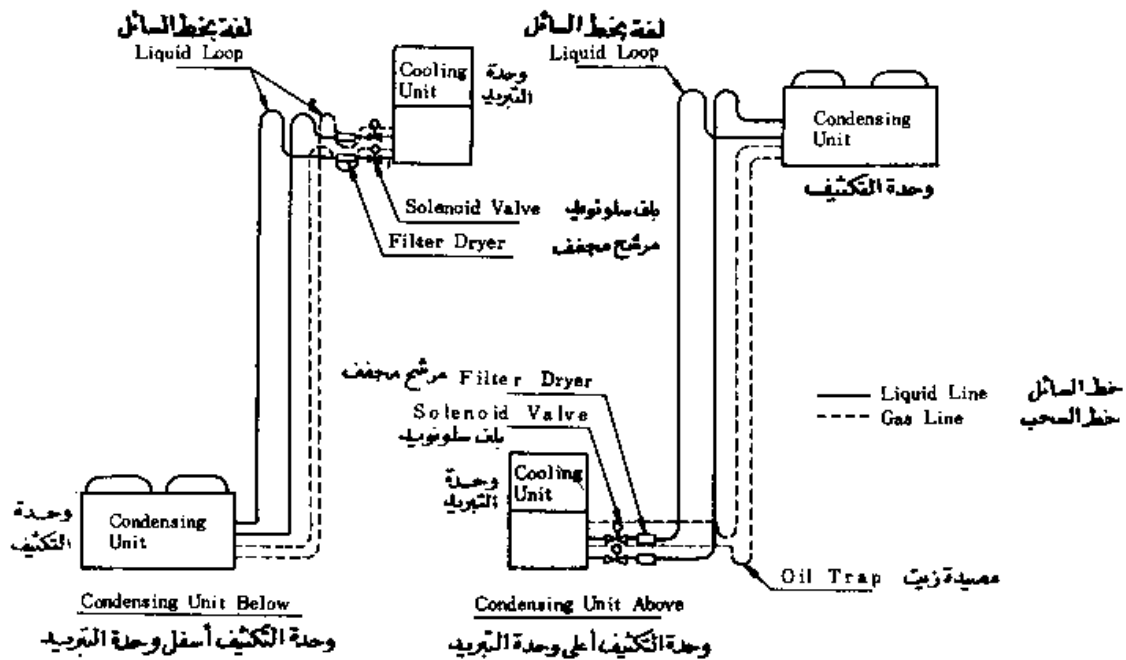 لفة بخط السائل
Liquid Loop
Cooling
Unit
وحدة
التبريد
Solenoid Valve بلف سلونويد
Filter Dryer مرشح مجفف
وحدة
التكثيف
Condensing
Unit
Condensing Unit Below
وحدة التكثيف أسفل وحدة التبريد
لفة بخط السائل
Liquid Loop
Condensing
Unit
وحدة التكثيف
مرشح مجفف Filter Dryer
Solenoid Valve
بلف سلونويد
Cooling
Unit
وحدة
التبريد
Oil Trap مصيدة زيت
Condensing Unit Above
وحدة التكثيف أعلى وحدة التبريد
Liquid Line خط السائل
Gas Line خط السحب